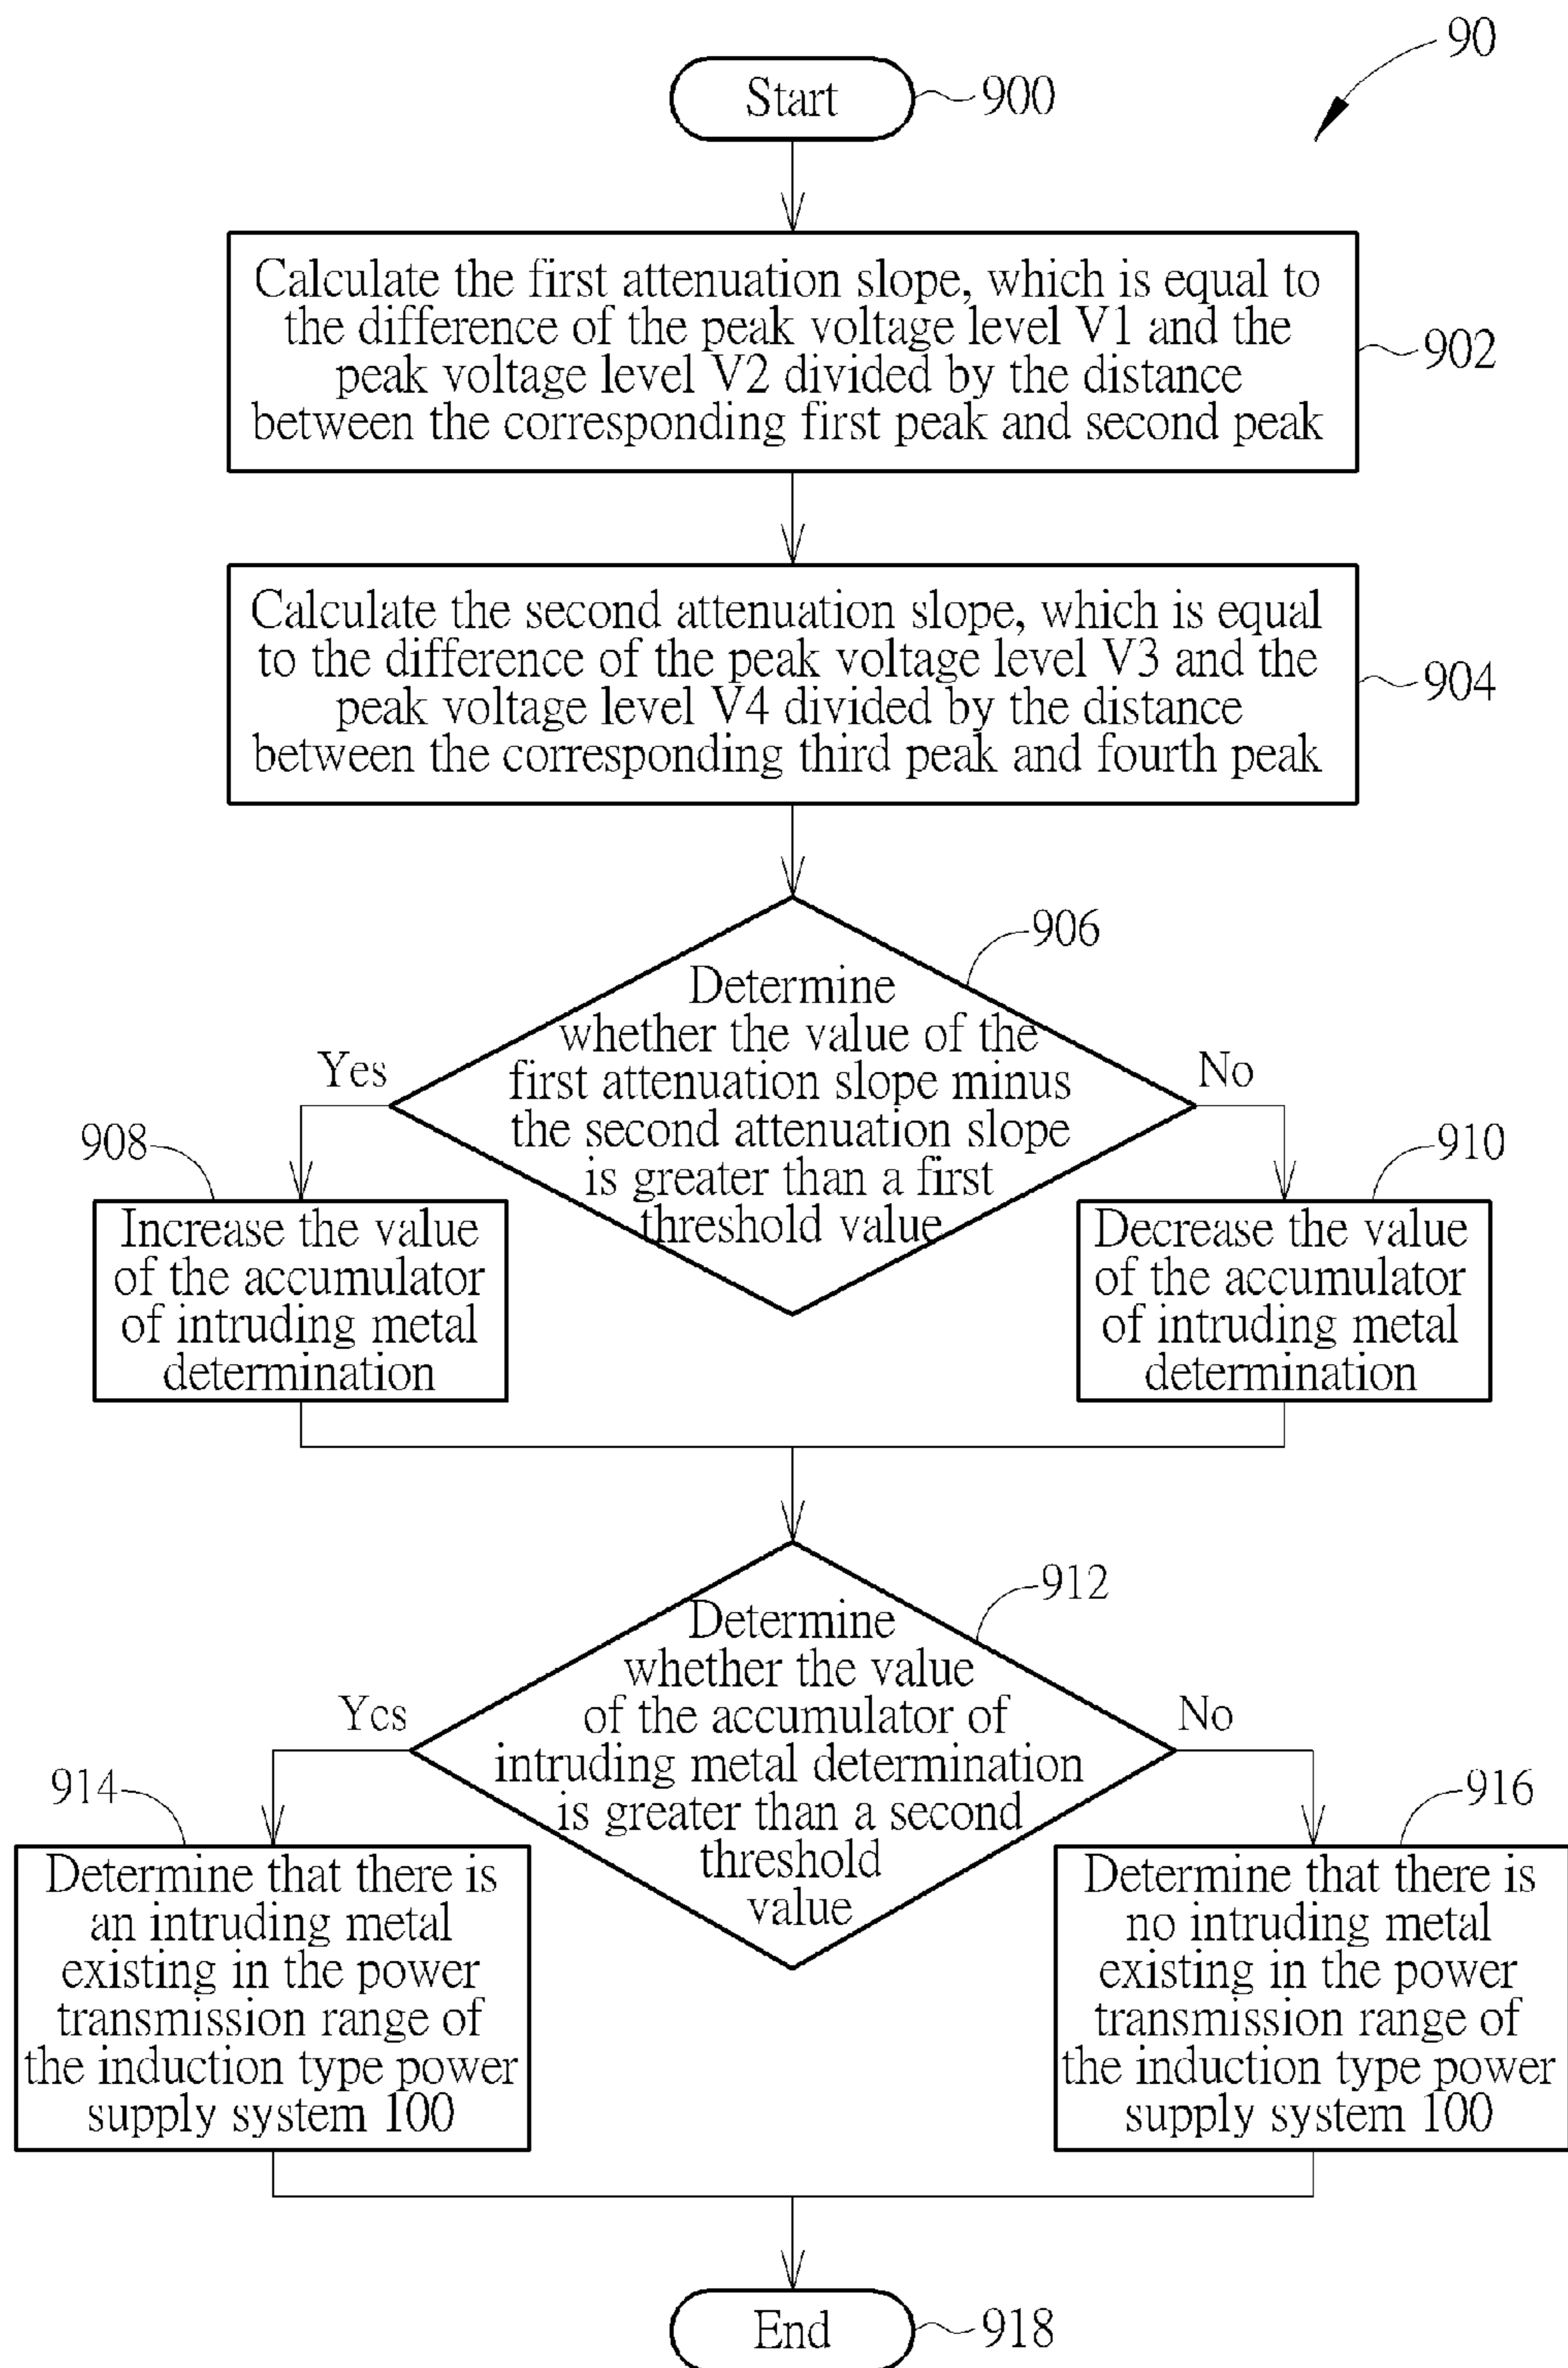 90
Start
900
Calculate the first attenuation slope, which is equal to
the difference of the peak voltage level V1 and the
peak voltage level V2 divided by the distance
between the corresponding first peak and second peak
902
Calculate the second attenuation slope, which is equal
to the difference of the peak voltage level V3 and the
peak voltage level V4 divided by the distance
between the corresponding third peak and fourth peak
904
906
Determine
whether the value of the
first attenuation slope minus
the second attenuation slope
is greater than a first
threshold value
Yes
No
908
Increase the value
of the accumulator
of intruding metal
determination
910
Decrease the value
of the accumulator
of intruding metal
determination
912
Determine
whether the value
of the accumulator of
intruding metal determination
is greater than a second
threshold
value
Yes
No
914
Determine that there is
an intruding metal
existing in the power
transmission range of
the induction type power
supply system 100
916
Determine that there is
no intruding metal
existing in the power
transmission range of
the induction type power
supply system 100
End
918